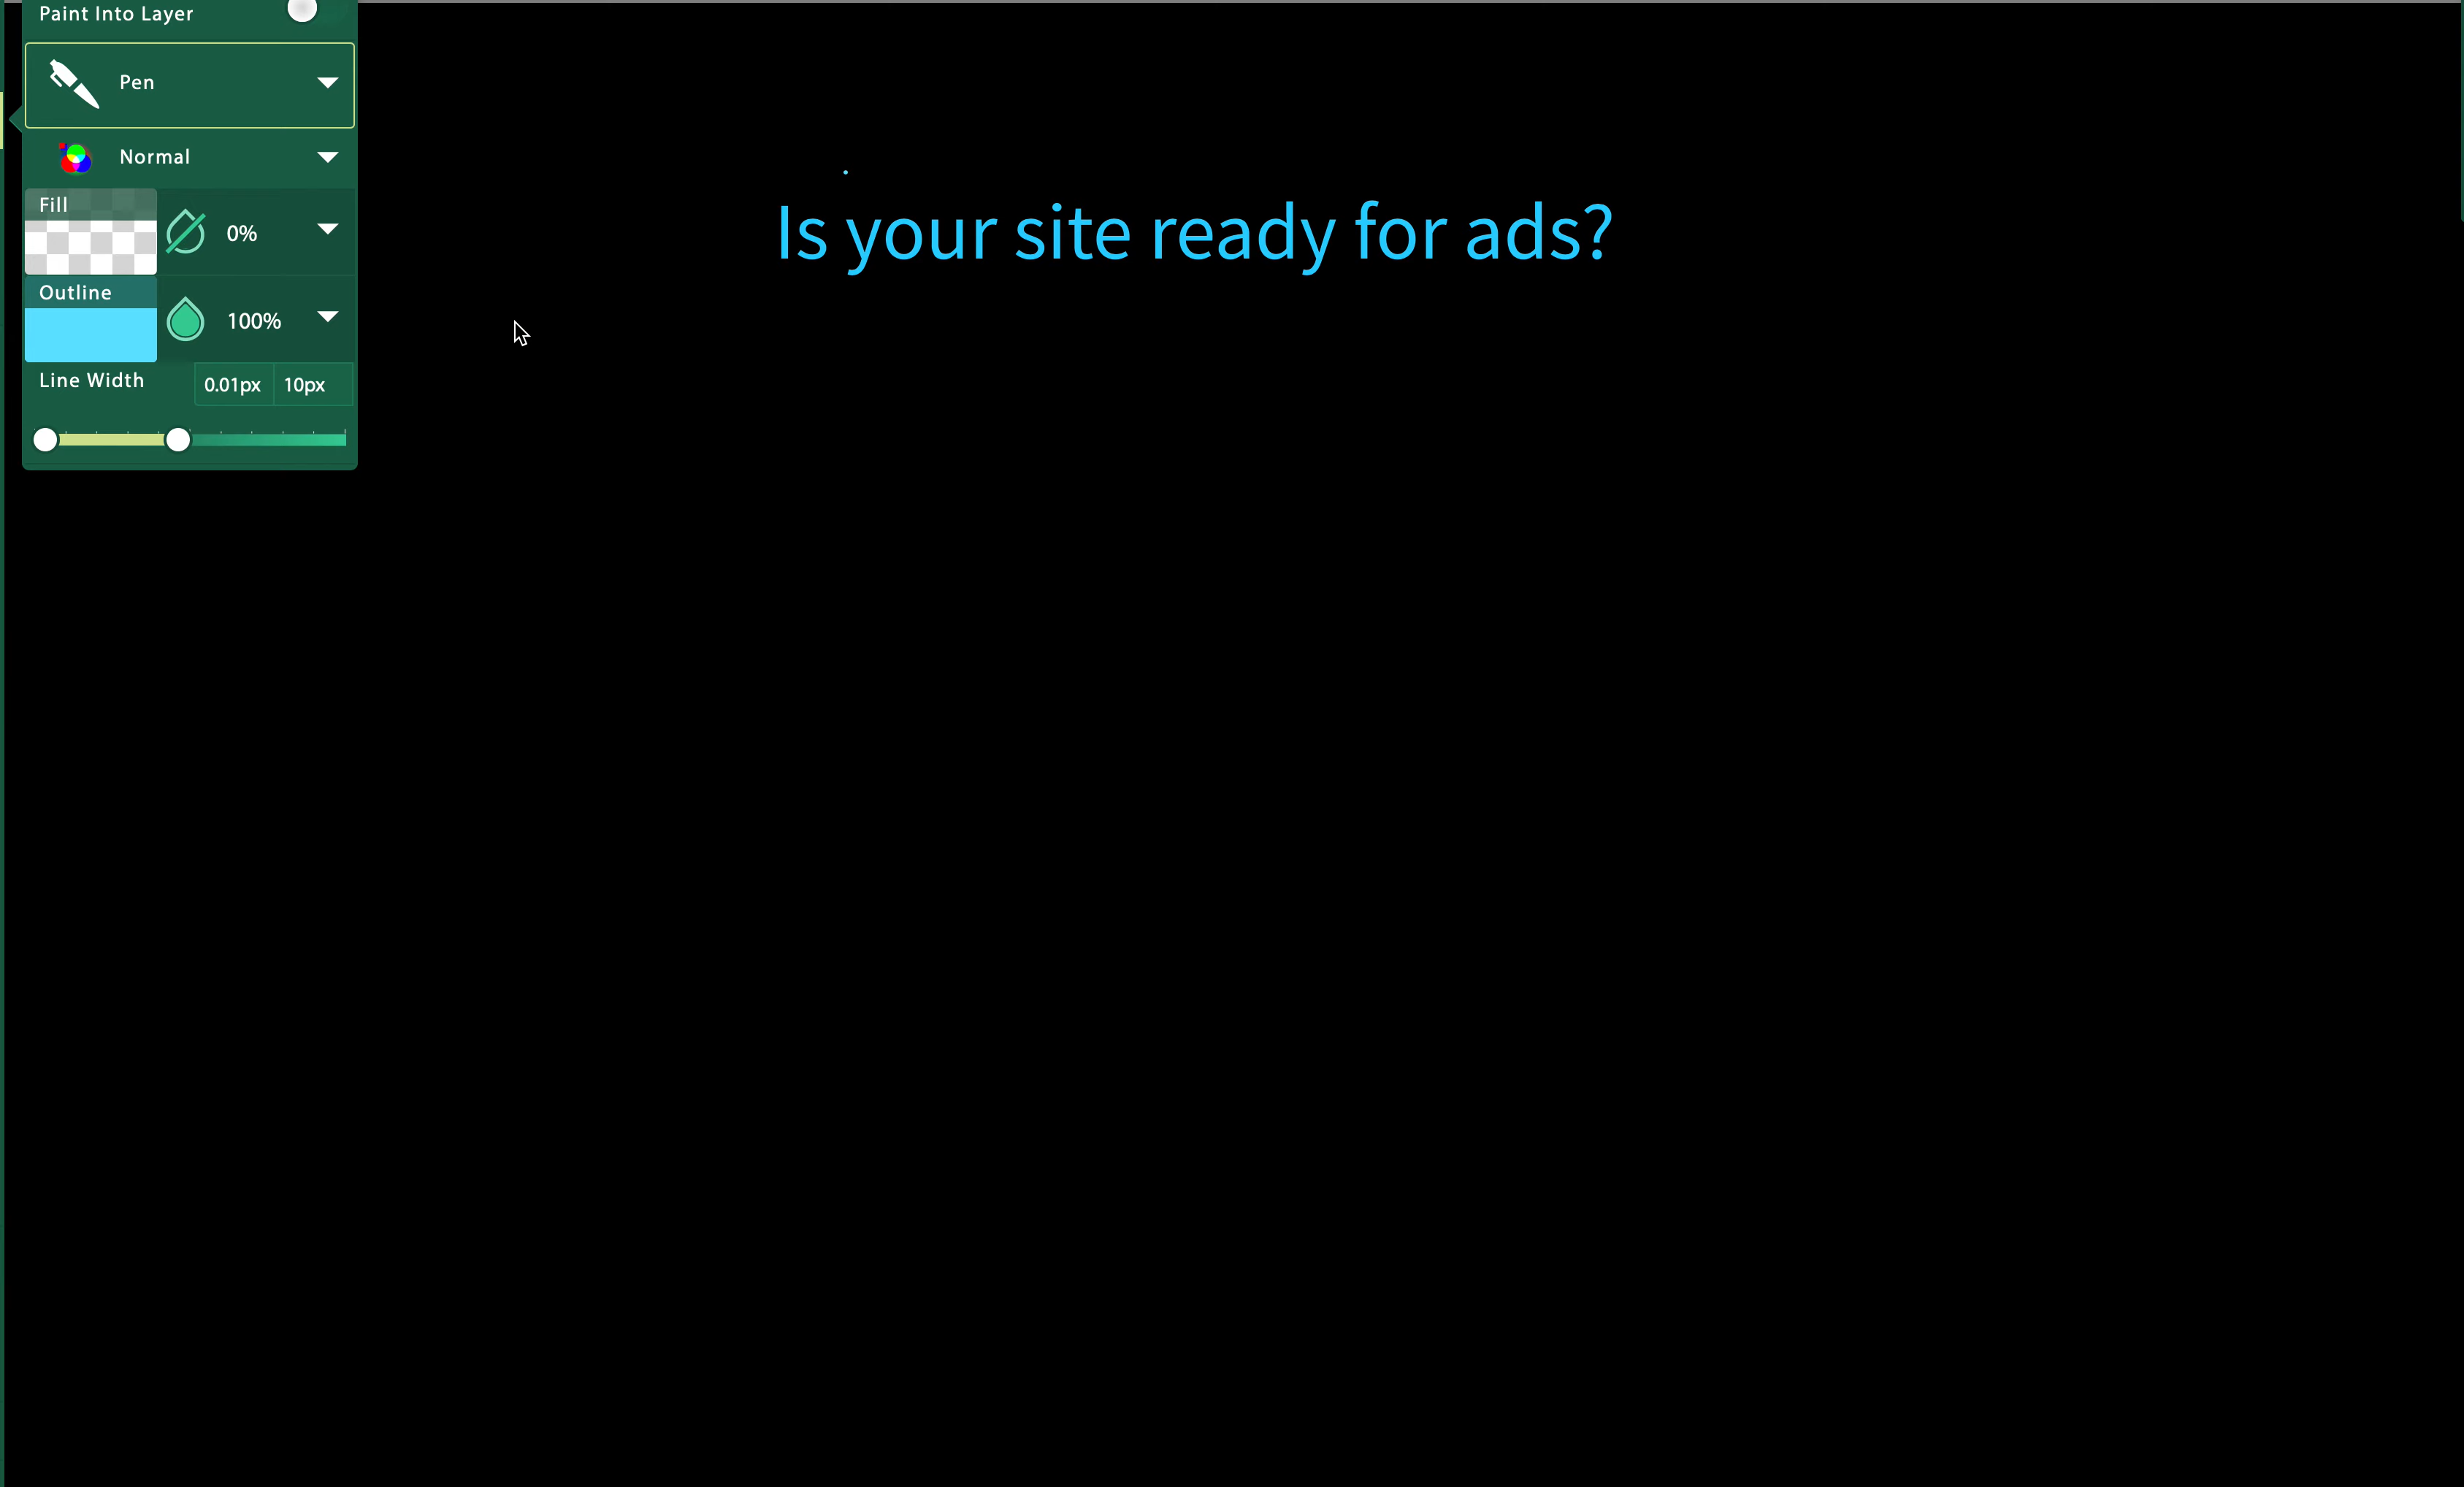 Paint Into Layer
Pen
Normal
Fill
0%
Outline
100%
Line Width
0.01px
10px
Is your site ready for ads?